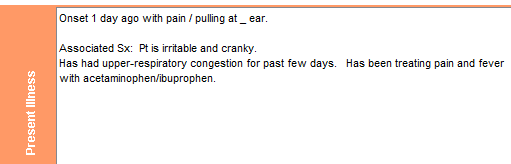 Onset 1 day ago with pain / pulling at _ ear.
Associated Sx:  Pt is irritable and cranky.
Has had upper-respiratory congestion for past few days.   Has been treating pain and fever
with acetaminophen/ibuprophen.
Present Illness